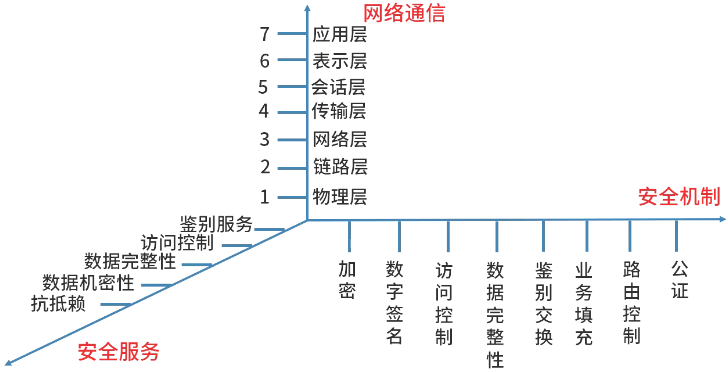 网络通信
7 应用层
6 表示层
5 会话层
4 传输层
3 网络层
2 链路层
1 物理层
安全机制
鉴别服务
访问控制
数据完整性
数据机密性
抗抵赖
安全服务
加密
数字签名
访问控制
数据完整性
鉴别交换
业务填充
路由控制
公证